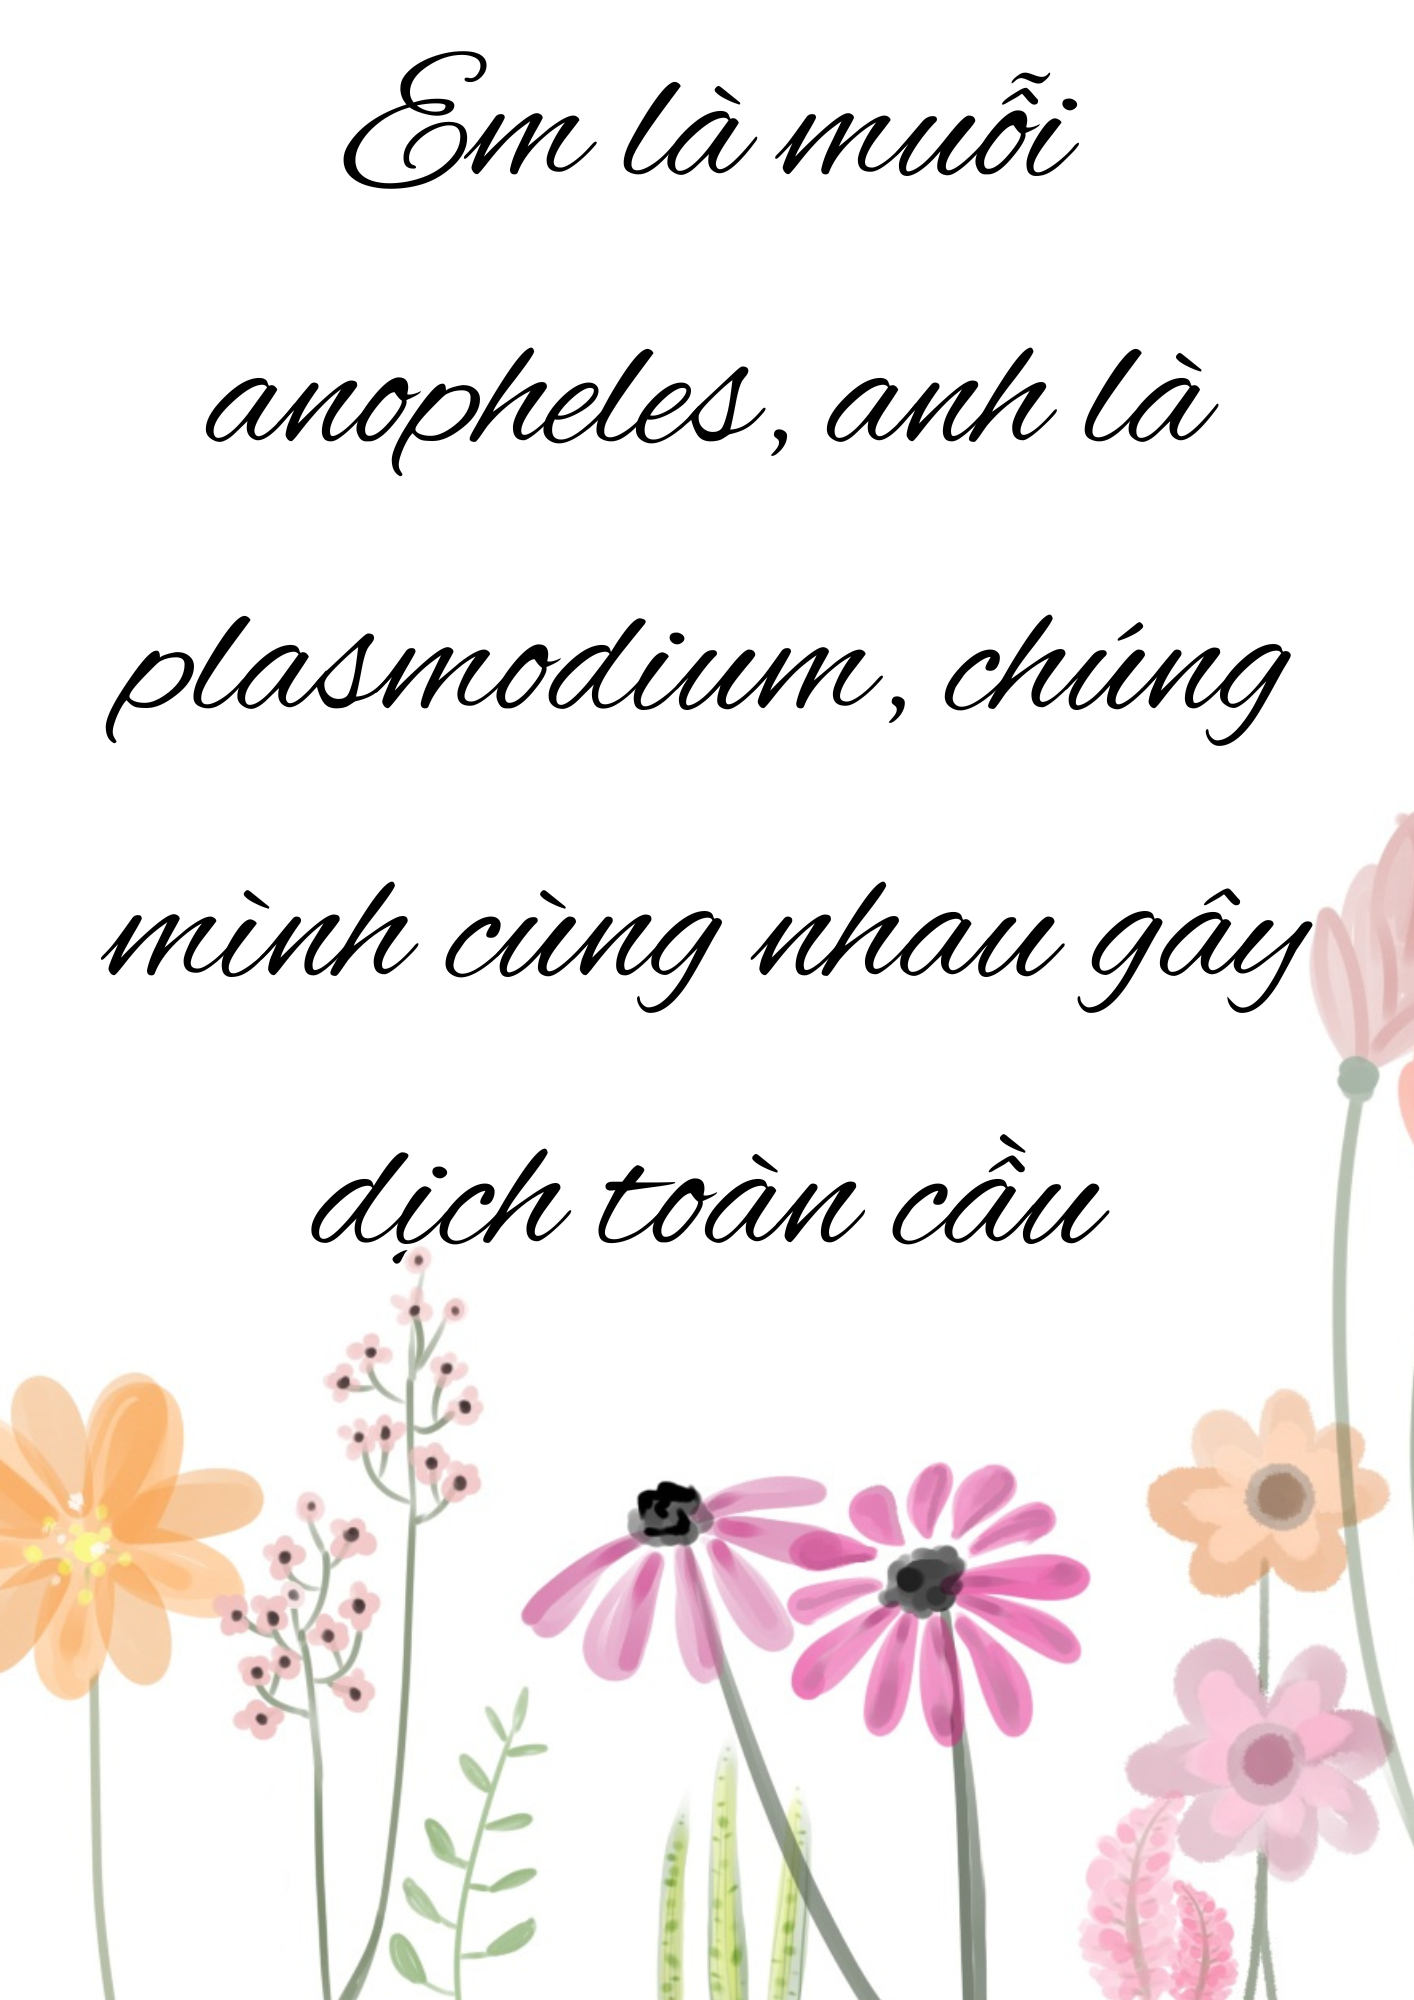 Em là muỗi
anopheles, anh là
plasmodium, chúng
mình cùng nhau gây
dịch toàn cầu